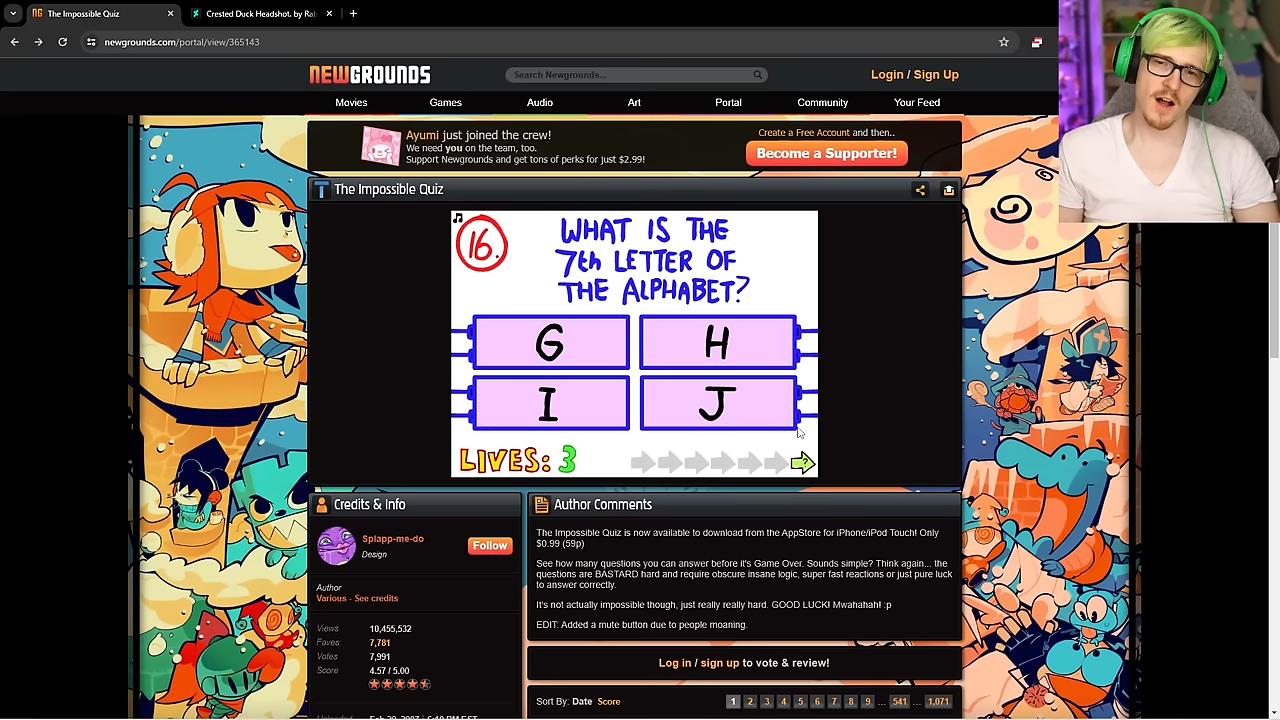 The Impossible Quiz
Crested Duck Headshot. by Rab
newgrounds.com/portal/view/365143
NEWGROUNDS
Search Newgrounds...
Login / Sign Up
Movies
Games
Audio
Art
Portal
Community
Your Feed
Ayumi just joined the crew!
We need you on the team, too.
Support Newgrounds and get tons of perks for just $2.99!
Create a Free Account and then..
Become a Supporter!
The Impossible Quiz
16.
WHAT IS THE
7th LETTER OF
THE ALPHABET?
G
H
I
J
LIVES: 3
?
Credits & Info
Splapp-me-do
Design
Follow
Author
Various - See credits
Views 10,455,532
Faves: 7,781
Votes 7,991
Score 4.57 / 5.00
Author Comments
The Impossible Quiz is now available to download from the AppStore for iPhone/iPod Touch! Only
$0.99 (59p)
See how many questions you can answer before it's Game Over. Sounds simple? Think again... the
questions are BASTARD hard and require obscure insane logic, super fast reactions or just pure luck
to answer correctly.
It's not actually impossible though, just really really hard. GOOD LUCK! Mwahahah! :p
EDIT: Added a mute button due to people moaning.
Log in / sign up to vote & review!
Sort By: Date Score
1 2 3 4 5 6 7 8 9 ... 541 ... 1,071